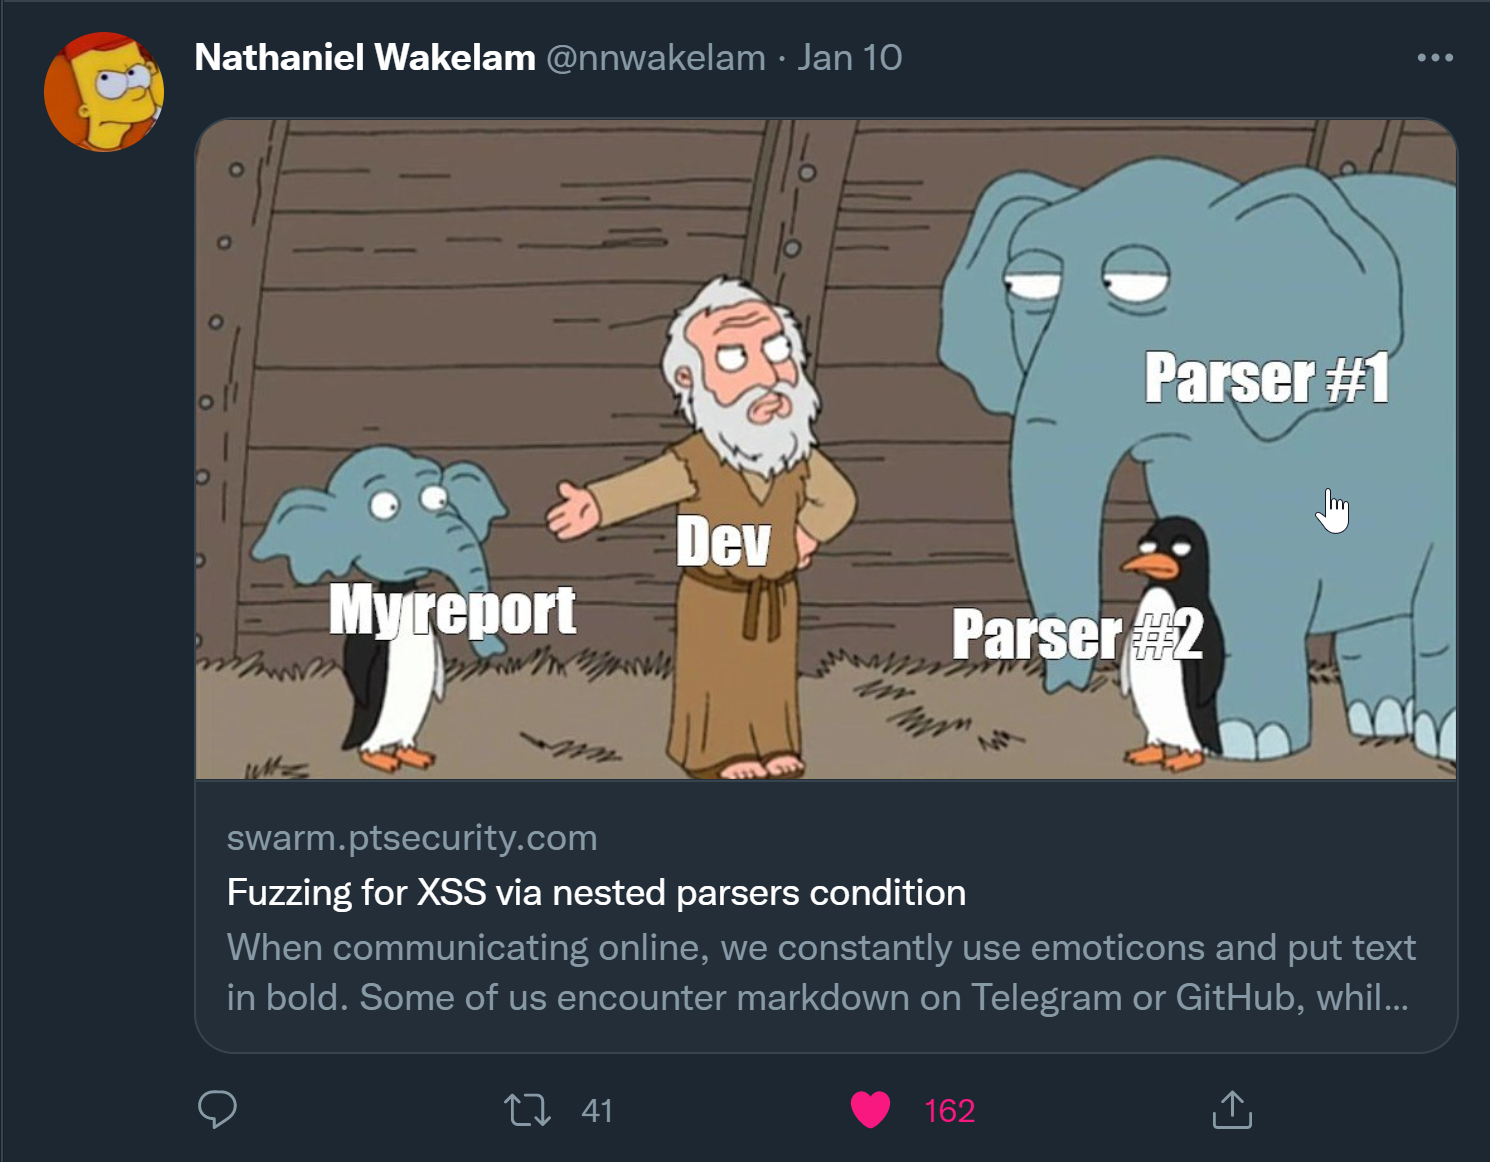 Nathaniel Wakelam @nnwakelam · Jan 10
Parser #1
Dev
My report
Parser #2
swarm.ptsecurity.com
Fuzzing for XSS via nested parsers condition
When communicating online, we constantly use emoticons and put text
in bold. Some of us encounter markdown on Telegram or GitHub, whil...
41
162